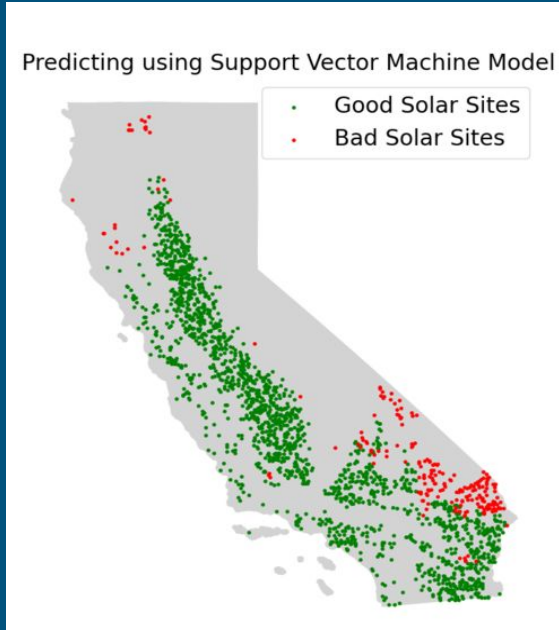 Predicting using Support Vector Machine Model
Good Solar Sites
Bad Solar Sites